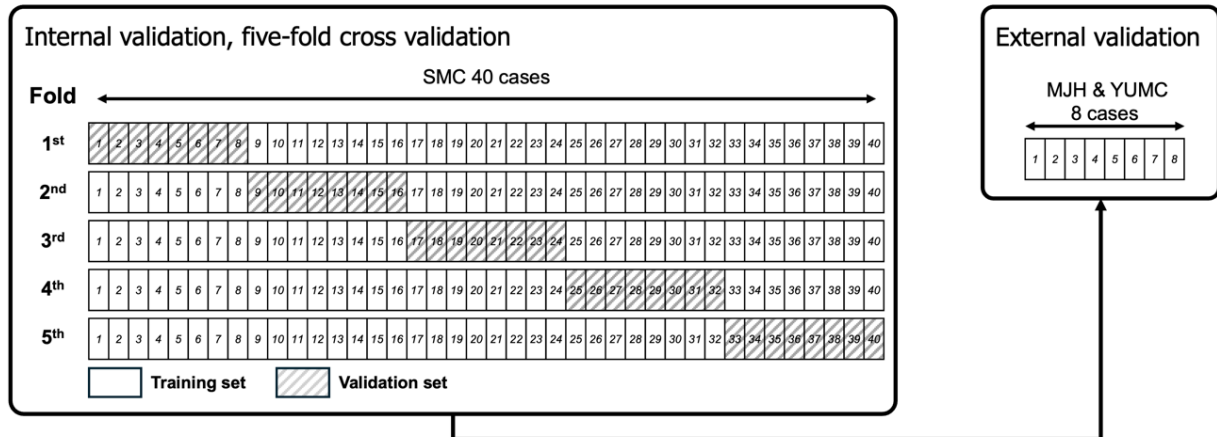 Internal validation, five-fold cross validation
SMC 40 cases
Fold
1st 1 2 3 4 5 6 7 8 9 10 11 12 13 14 15 16 17 18 19 20 21 22 23 24 25 26 27 28 29 30 31 32 33 34 35 36 37 38 39 40
2nd 1 2 3 4 5 6 7 8 9 10 11 12 13 14 15 16 17 18 19 20 21 22 23 24 25 26 27 28 29 30 31 32 33 34 35 36 37 38 39 40
3rd 1 2 3 4 5 6 7 8 9 10 11 12 13 14 15 16 17 18 19 20 21 22 23 24 25 26 27 28 29 30 31 32 33 34 35 36 37 38 39 40
4th 1 2 3 4 5 6 7 8 9 10 11 12 13 14 15 16 17 18 19 20 21 22 23 24 25 26 27 28 29 30 31 32 33 34 35 36 37 38 39 40
5th 1 2 3 4 5 6 7 8 9 10 11 12 13 14 15 16 17 18 19 20 21 22 23 24 25 26 27 28 29 30 31 32 33 34 35 36 37 38 39 40
Training set Validation set
External validation
MJH & YUMC
8 cases
1 2 3 4 5 6 7 8